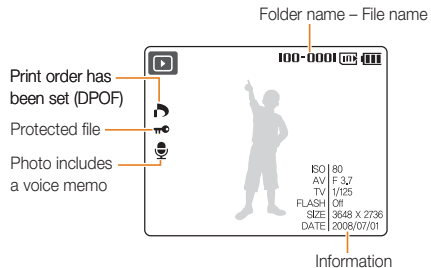 Folder name – File name
100-0001
Print order has
been set (DPOF)
Protected file
Photo includes
a voice memo
ISO 80
AV F 3.7
TV 1/125
FLASH Off
SIZE 3648 X 2736
DATE 2008/07/01
Information